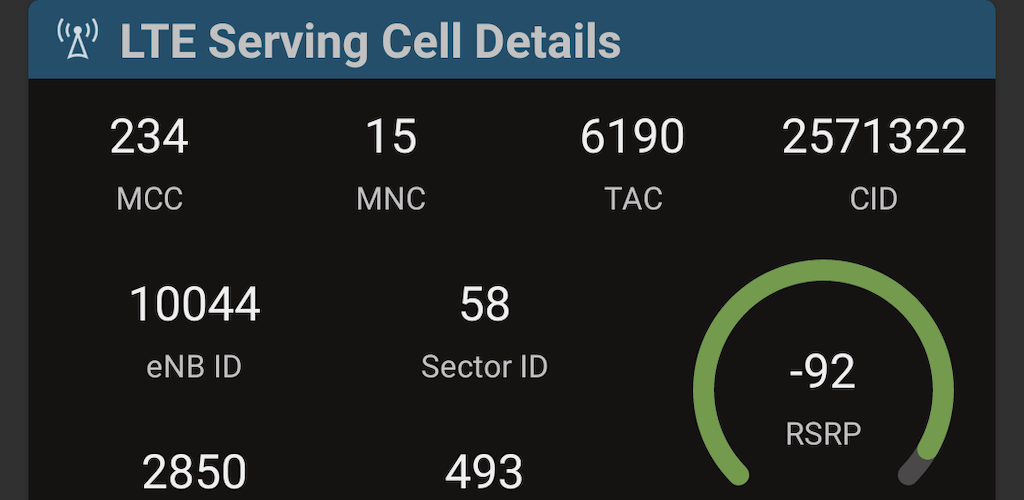 LTE Serving Cell Details
234 15 6190 2571322
MCC MNC TAC CID
10044 58
eNB ID Sector ID
-92
RSRP
2850 493